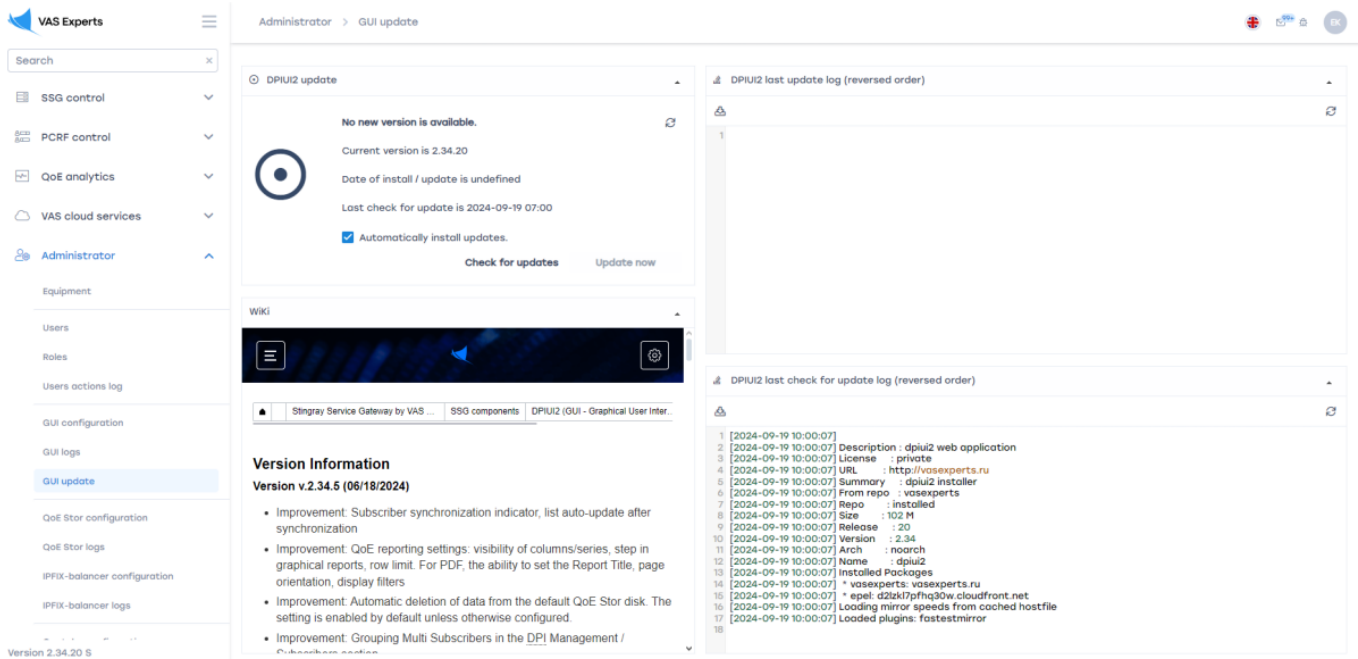 VAS Experts
Administrator > GUI update
99+
EK
Search
SSG control
PCRF control
QoE analytics
VAS cloud services
Administrator
Equipment
Users
Roles
Users actions log
GUI configuration
GUI logs
GUI update
QoE Stor configuration
QoE Stor logs
IPFIX-balancer configuration
IPFIX-balancer logs
Version 2.34.20 S
DPIUI2 update
No new version is available.
Current version is 2.34.20
Date of install / update is undefined
Last check for update is 2024-09-19 07:00
Automatically install updates.
Check for updates Update now
WiKi
Stingray Service Gateway by VAS ... SSG components DPIUI2 (GUI - Graphical User Inter...
Version Information
Version v.2.34.5 (06/18/2024)
• Improvement: Subscriber synchronization indicator, list auto-update after
synchronization
• Improvement: QoE reporting settings: visibility of columns/series, step in
graphical reports, row limit. For PDF, the ability to set the Report Title, page
orientation, display filters
• Improvement: Automatic deletion of data from the default QoE Stor disk. The
setting is enabled by default unless otherwise configured.
• Improvement: Grouping Multi Subscribers in the DPI Management /
Subscribers section
DPIUI2 last update log (reversed order)
1
DPIUI2 last check for update log (reversed order)
1 [2024-09-19 10:00:07]
2 [2024-09-19 10:00:07] Description : dpiui2 web application
3 [2024-09-19 10:00:07] License : private
4 [2024-09-19 10:00:07] URL : http://vasexperts.ru
5 [2024-09-19 10:00:07] Summary : dpiui2 installer
6 [2024-09-19 10:00:07] From repo : vasexperts
7 [2024-09-19 10:00:07] Repo : installed
8 [2024-09-19 10:00:07] Size : 102 M
9 [2024-09-19 10:00:07] Release : 20
10 [2024-09-19 10:00:07] Version : 2.34
11 [2024-09-19 10:00:07] Arch : noarch
12 [2024-09-19 10:00:07] Name : dpiui2
13 [2024-09-19 10:00:07] Installed Packages
14 [2024-09-19 10:00:07] * vasexperts: vasexperts.ru
15 [2024-09-19 10:00:07] * epel: d2lzkl7pfhq30w.cloudfront.net
16 [2024-09-19 10:00:07] Loading mirror speeds from cached hostfile
17 [2024-09-19 10:00:07] Loaded plugins: fastestmirror
18